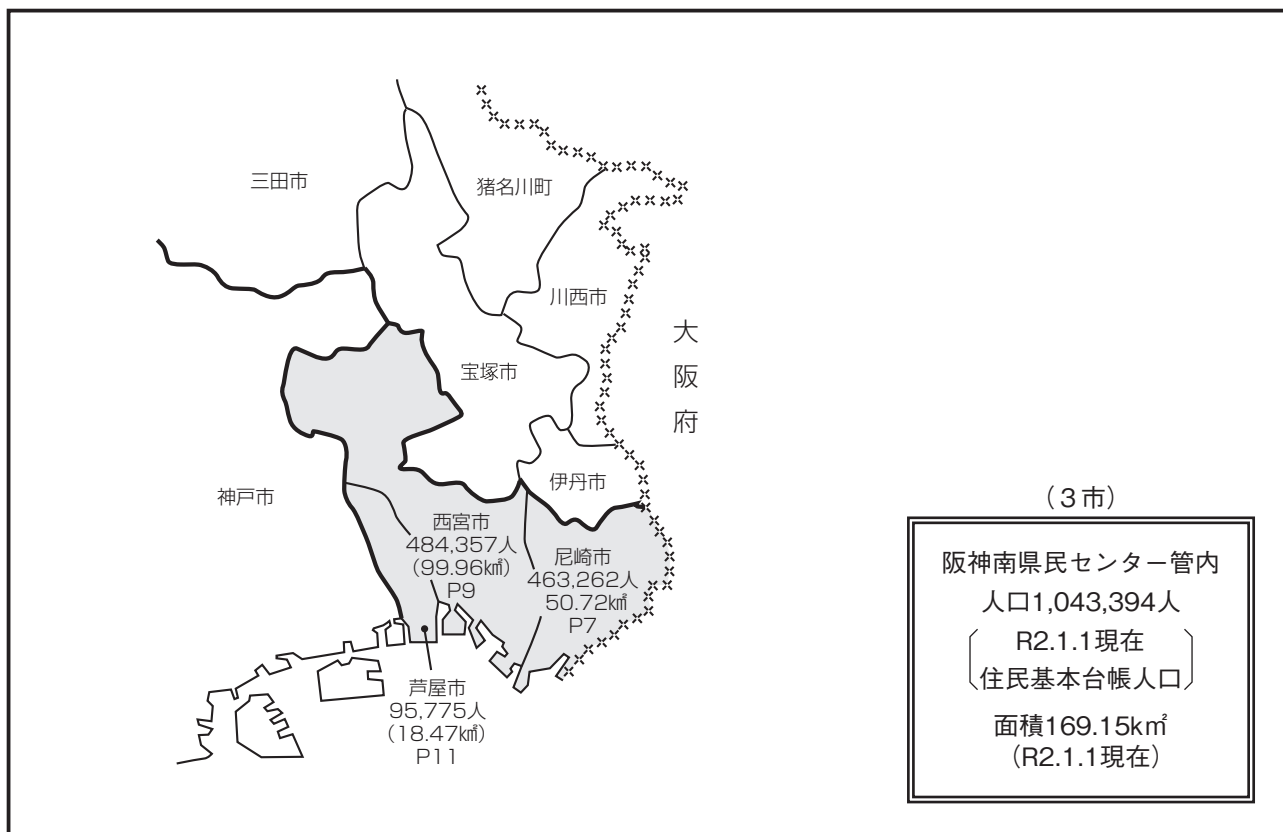 三田市
猪名川町
川西市
大
阪
府
宝塚市
伊丹市
神戸市
西宮市
484,357人
(99.96㎢)
P9
尼崎市
463,262人
50.72㎢
P7
芦屋市
95,775人
(18.47㎢)
P11
（３市）
阪神南県民センター管内
人口1,043,394人
R2.1.1現在
住民基本台帳人口
面積169.15k㎡
（R2.1.1現在）